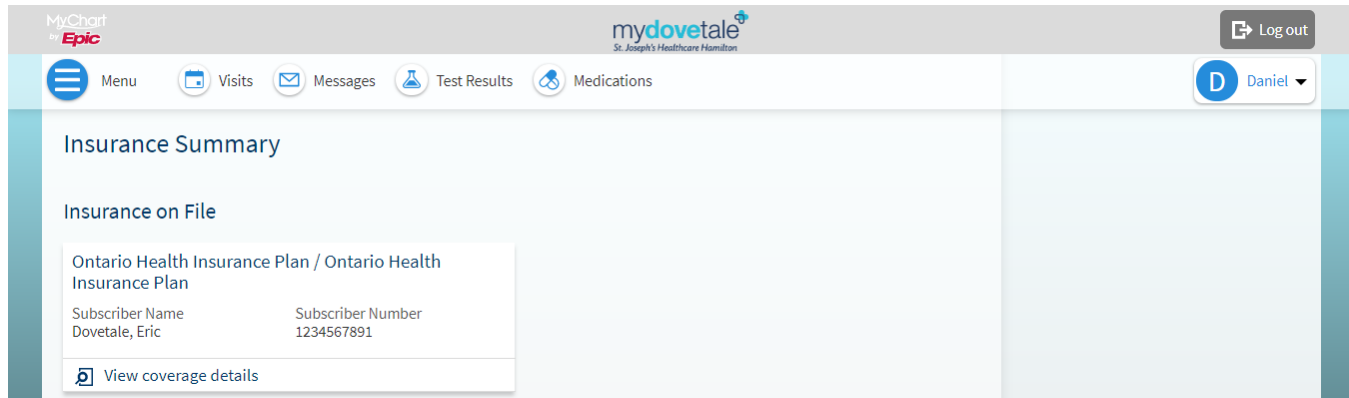 MyChart
by Epic
mydovetale
St. Joseph's Healthcare Hamilton
Log out
Menu Visits Messages Test Results Medications
D Daniel
Insurance Summary
Insurance on File
Ontario Health Insurance Plan / Ontario Health
Insurance Plan
Subscriber Name Subscriber Number
Dovetale, Eric 1234567891
View coverage details